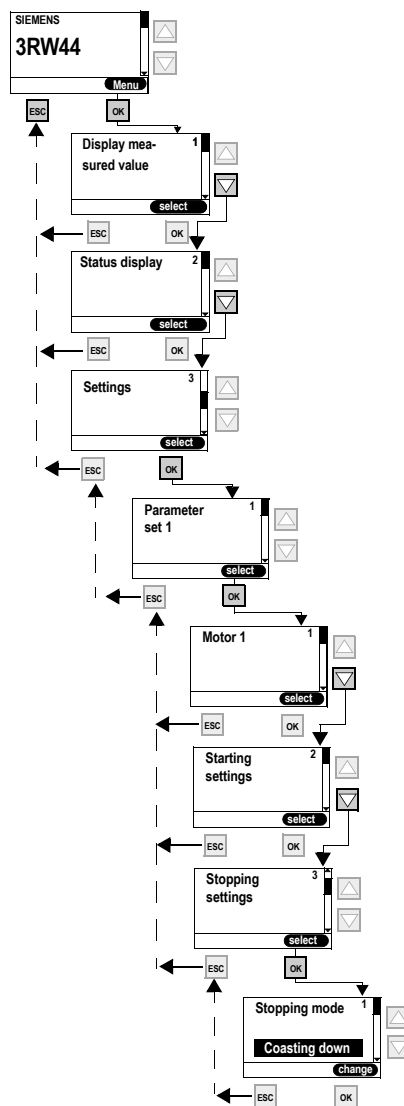 SIEMENS
3RW44
Menu
ESC
OK
Display mea-
sured value
1
select
ESC
OK
Status display
2
select
ESC
OK
Settings
3
select
ESC
OK
Parameter
set 1
1
select
ESC
OK
Motor 1
1
select
ESC
OK
Starting
settings
2
select
ESC
OK
Stopping
settings
3
select
ESC
OK
Stopping mode
1
Coasting down
change
ESC
OK